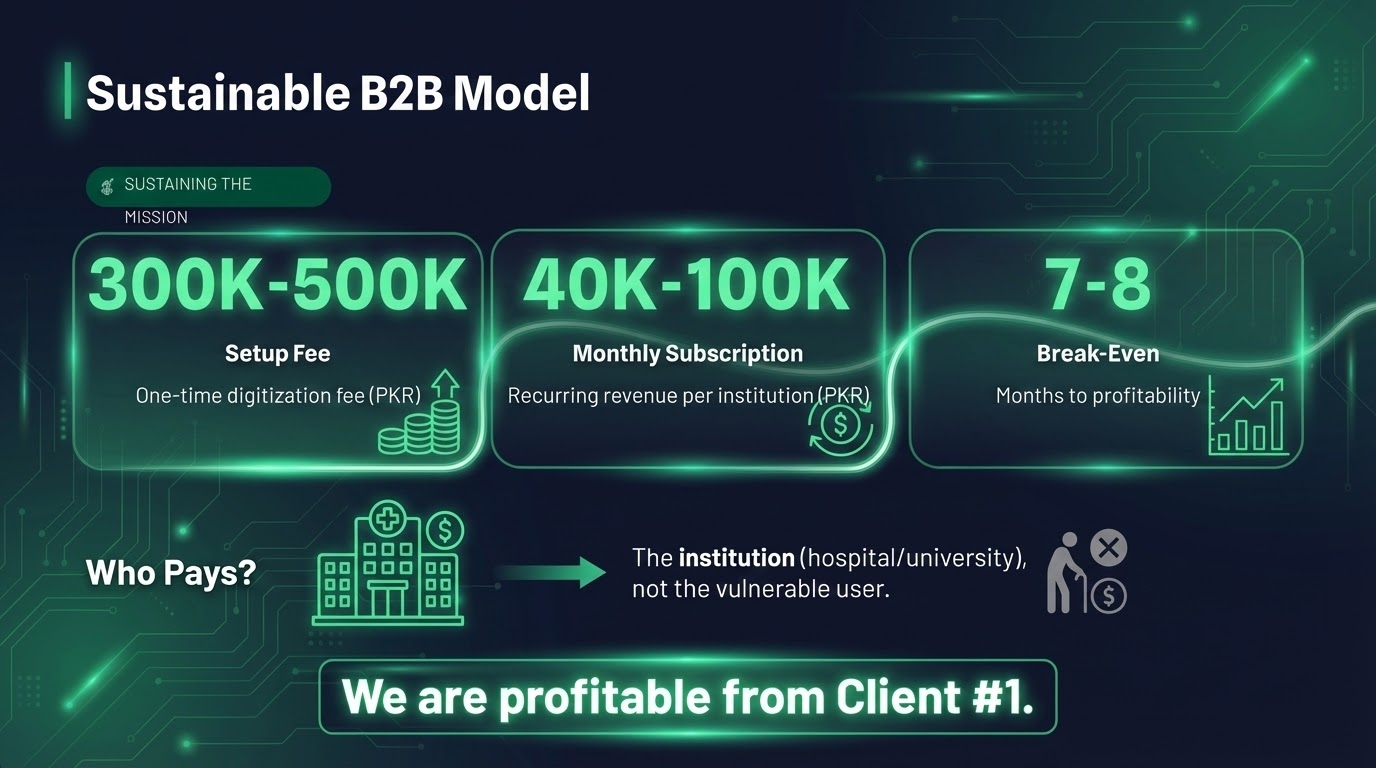 Sustainable B2B Model
SUSTAINING THE
MISSION
300K-500K
Setup Fee
One-time digitization fee (PKR)
40K-100K
Monthly Subscription
Recurring revenue per institution (PKR)
$
7-8
Break-Even
Months to profitability
Who Pays?
$
The institution (hospital/university),
not the vulnerable user.
$
We are profitable from Client #1.